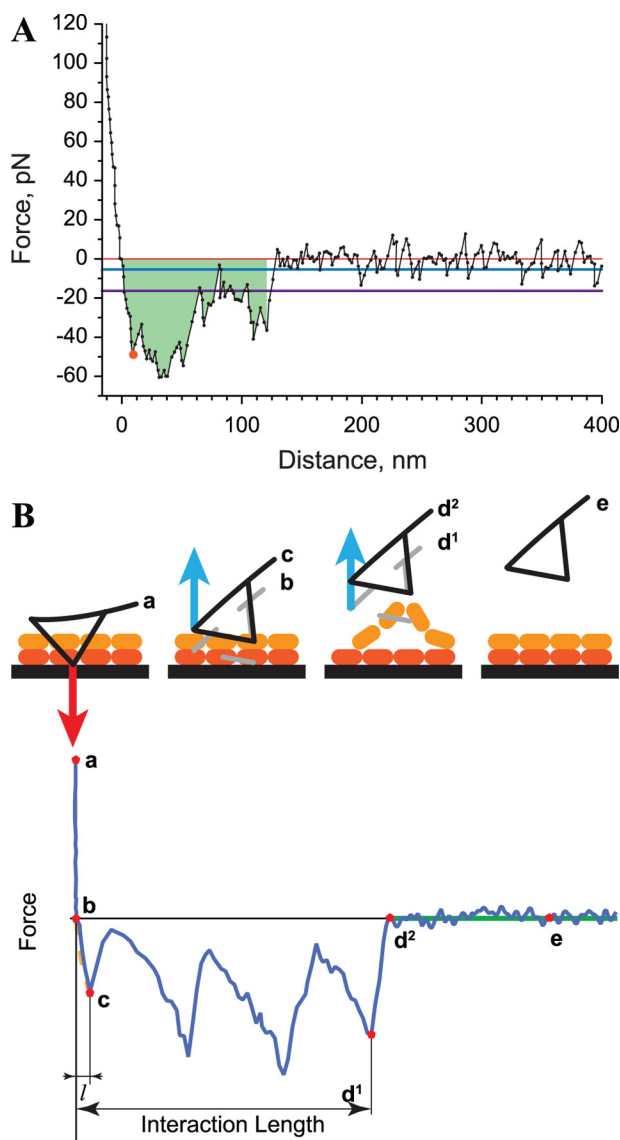 A
120
100
80
60
40
20
0
-20
-40
-60
Force, pN
0 100 200 300 400
Distance, nm
B
a
c
b
d²
d¹
e
a
b
c
d²
e
Force
l
d¹
Interaction Length